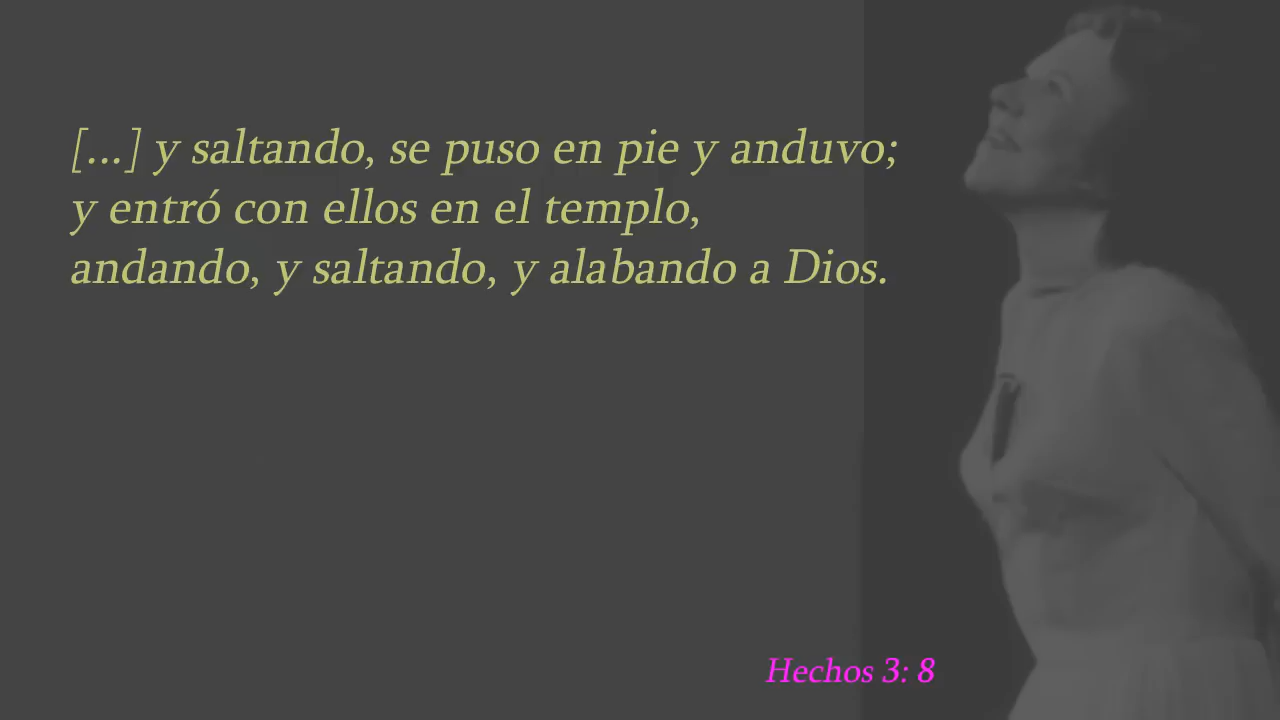 [...] y saltando, se puso en pie y anduvo;
y entró con ellos en el templo,
andando, y saltando, y alabando a Dios.
Hechos 3: 8